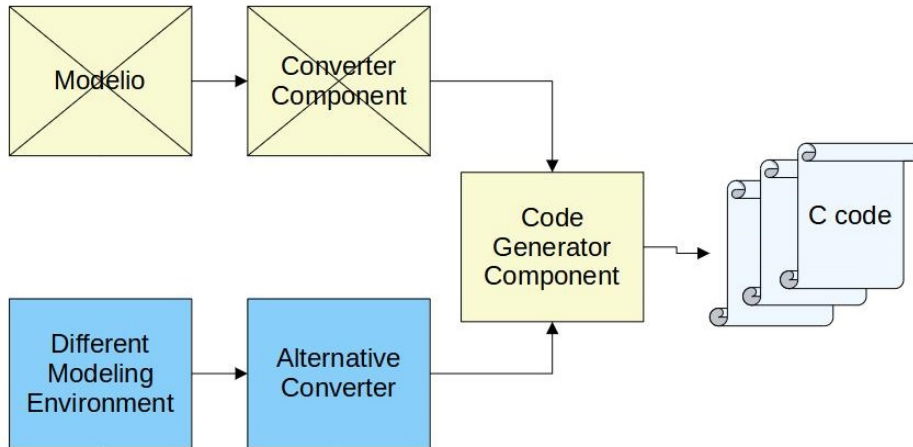 Modelio
Converter
Component
Code
Generator
Component
C code
Different
Modeling
Environment
Alternative
Converter